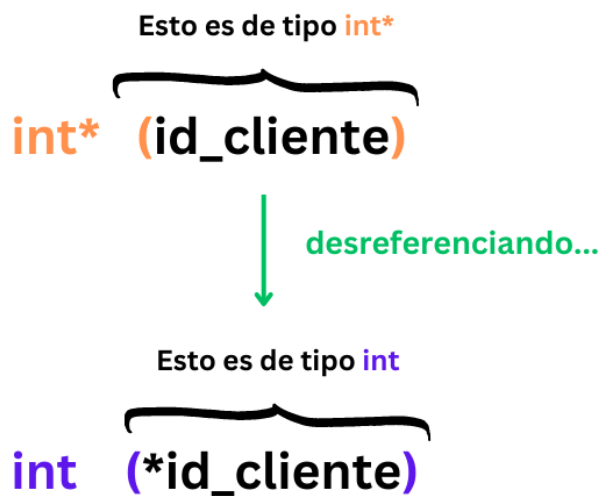 Esto es de tipo int*
int* (id_cliente)
desreferenciando...
Esto es de tipo int
int (*id_cliente)